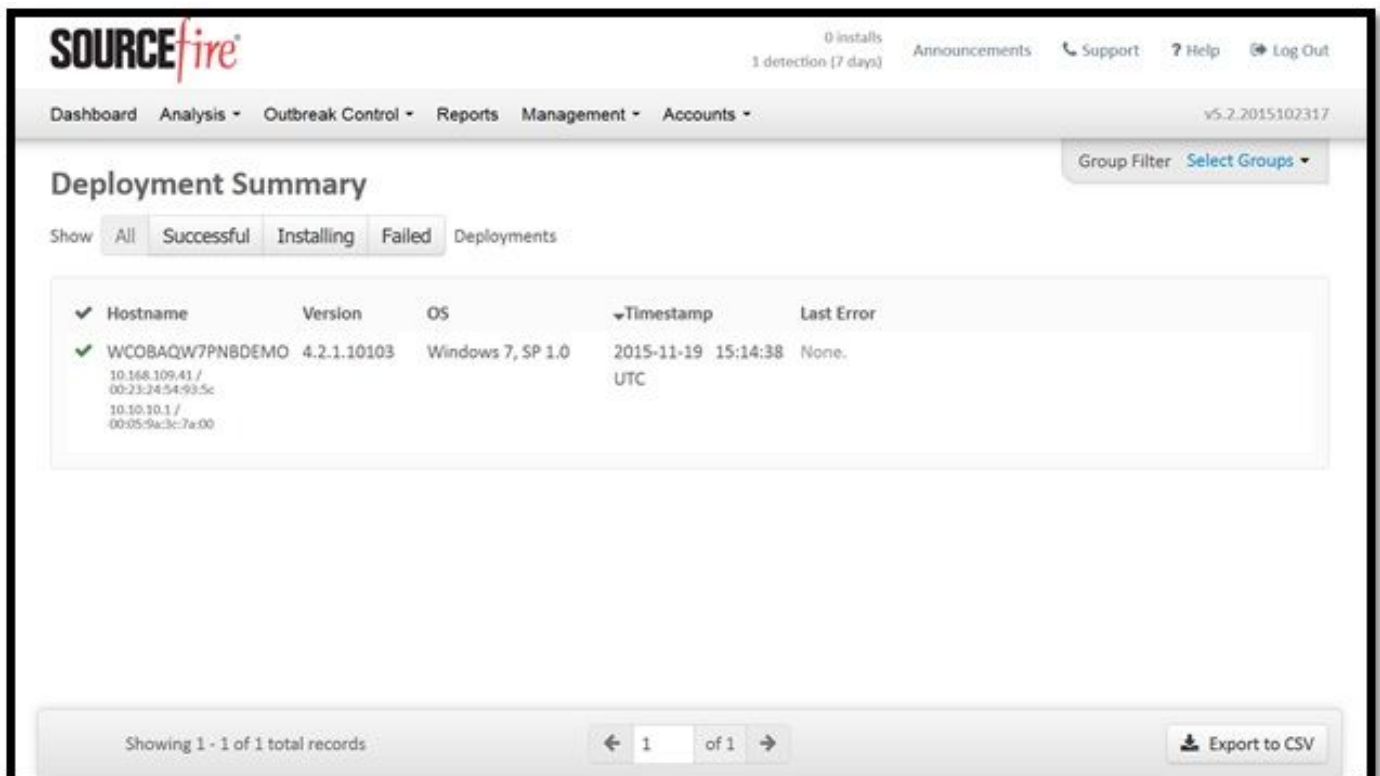 SOURCEfire®
0 installs
1 detection (7 days)
Announcements
Support
? Help
Log Out
Dashboard
Analysis
Outbreak Control
Reports
Management
Accounts
v5.2.2015102317
Group Filter Select Groups
Deployment Summary
Show All Successful Installing Failed Deployments
Hostname Version OS Timestamp Last Error
WCOBAQW7PNBDEMO 4.2.1.10103 Windows 7, SP 1.0 2015-11-19 15:14:38 None.
UTC
10.168.109.41 /
00:23:24:54:93:5c
10.10.10.1 /
00:05:9a:3c:7a:00
Showing 1 - 1 of 1 total records
1 of 1
Export to CSV